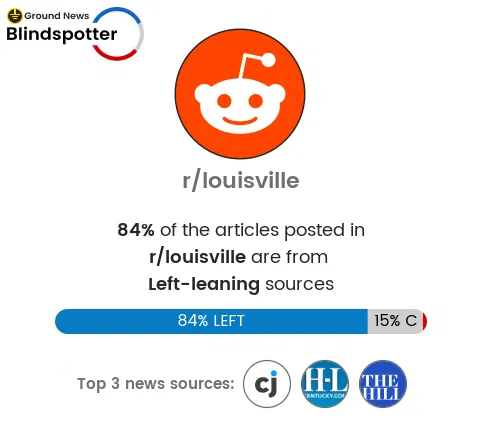 Ground News
Blindspotter
r/louisville
84% of the articles posted in
r/louisville are from
Left-leaning sources
84% LEFT
15% C
Top 3 news sources:
cj
H-L
KENTUCKY.COM
THE
HILL